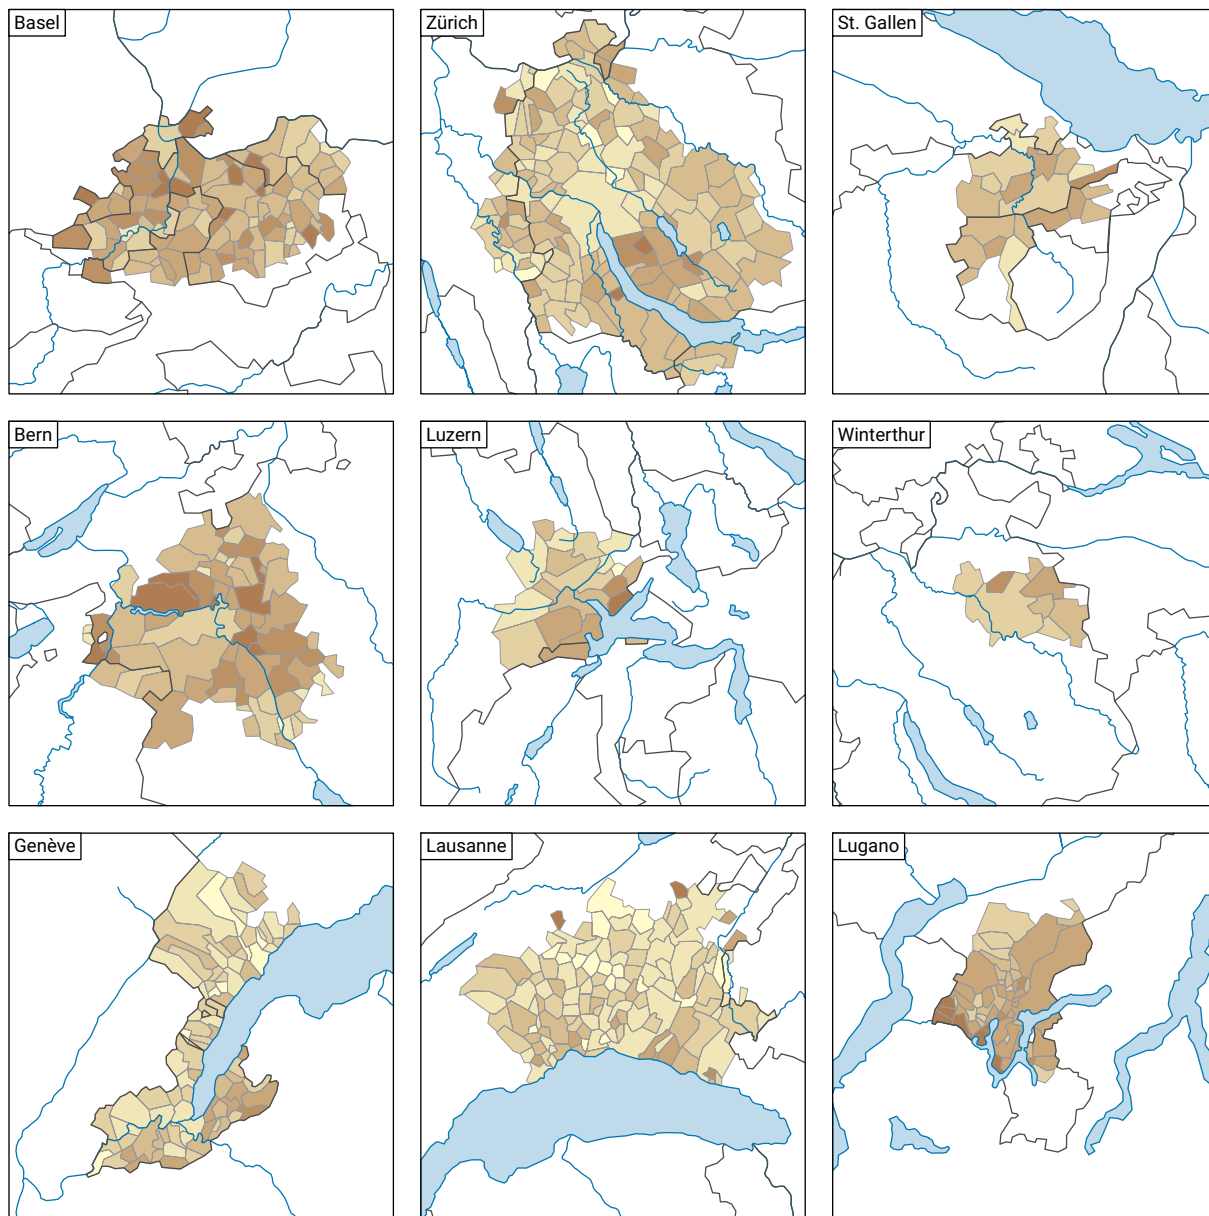 Basel
Zürich
St. Gallen
Bern
Luzern
Winterthur
Genève
Lausanne
Lugano